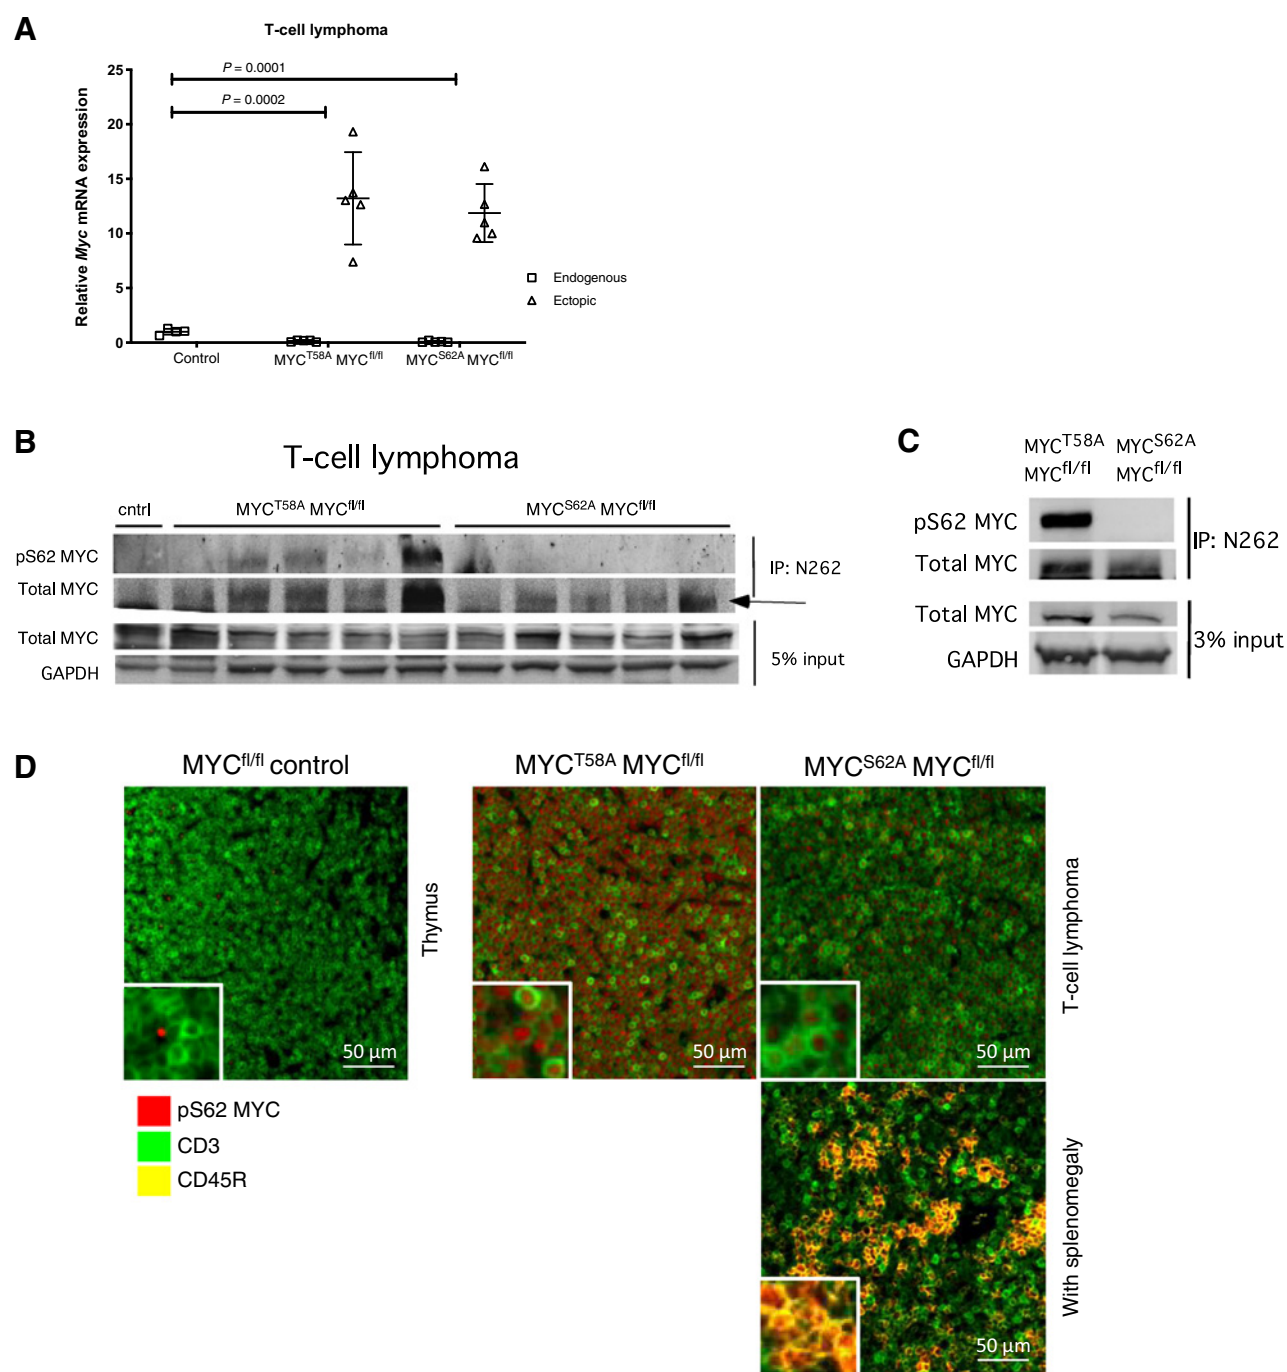 A
T-cell lymphoma
Relative Myc mRNA expression
25
20
15
10
5
0
P = 0.0001
P = 0.0002
Endogenous
Ectopic
Control
MYCT58A MYCfl/fl
MYCS62A MYCfl/fl
B
T-cell lymphoma
cntrl
MYCT58A MYCfl/fl
MYCS62A MYCfl/fl
pS62 MYC
Total MYC
IP: N262
Total MYC
GAPDH
5% input
C
MYCT58A
MYCfl/fl
MYCS62A
MYCfl/fl
pS62 MYC
Total MYC
IP: N262
Total MYC
GAPDH
3% input
D
MYCfl/fl control
MYCT58A MYCfl/fl
MYCS62A MYCfl/fl
50 µm
Thymus
50 µm
50 µm
T-cell lymphoma
pS62 MYC
CD3
CD45R
50 µm
With splenomegaly